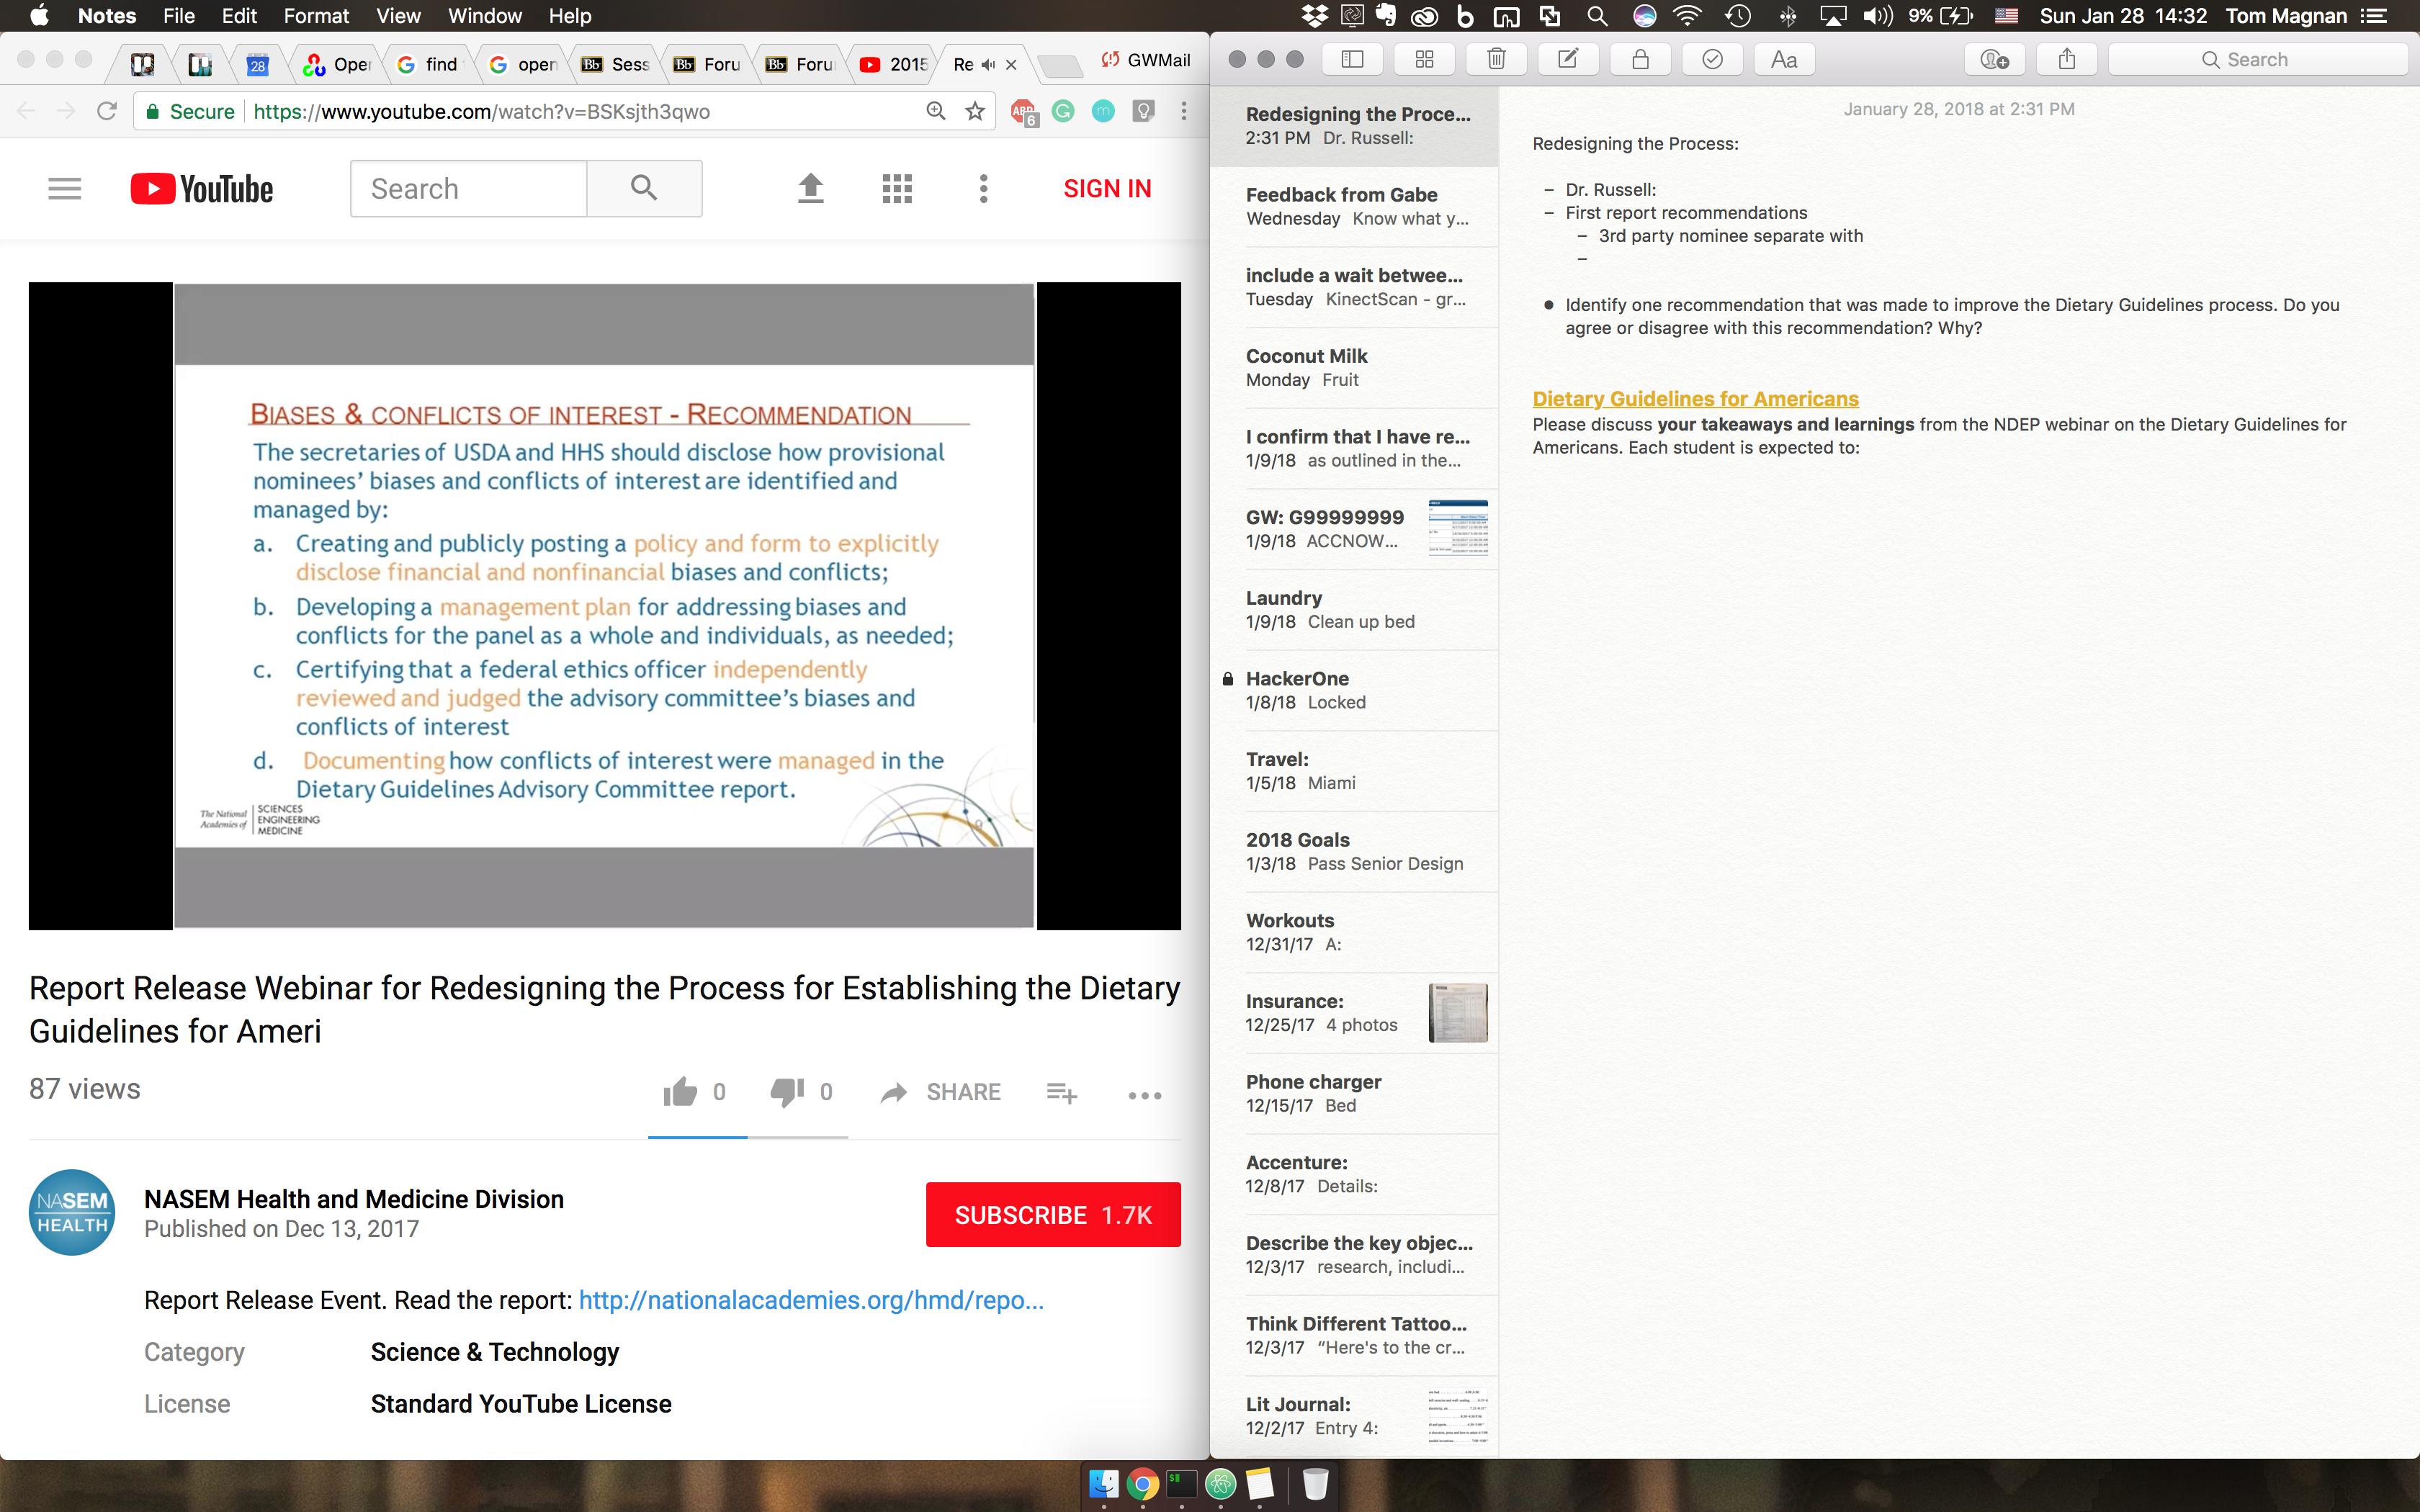 Notes File Edit Format View Window Help
9% Sun Jan 28 14:32 Tom Magnan
28 Oper find open Bb Sess Bb Foru Bb Foru 2015 Re GWMail
Secure https://www.youtube.com/watch?v=BSKsjth3qwo
ABP 6
YouTube
Search
SIGN IN
BIASES & CONFLICTS OF INTEREST - RECOMMENDATION
The secretaries of USDA and HHS should disclose how provisional
nominees' biases and conflicts of interest are identified and
managed by:
a. Creating and publicly posting a policy and form to explicitly
disclose financial and nonfinancial biases and conflicts;
b. Developing a management plan for addressing biases and
conflicts for the panel as a whole and individuals, as needed;
c. Certifying that a federal ethics officer independently
reviewed and judged the advisory committee's biases and
conflicts of interest
d. Documenting how conflicts of interest were managed in the
Dietary Guidelines Advisory Committee report.
The National
Academies of
SCIENCES
ENGINEERING
MEDICINE
9
Report Release Webinar for Redesigning the Process for Establishing the Dietary
Guidelines for Ameri
87 views
0 0 SHARE
NASEM
HEALTH
NASEM Health and Medicine Division
Published on Dec 13, 2017
SUBSCRIBE 1.7K
Report Release Event. Read the report: http://nationalacademies.org/hmd/repo...
Category Science & Technology
License Standard YouTube License
Aa
Search
Redesigning the Proce...
2:31 PM Dr. Russell:
Feedback from Gabe
Wednesday Know what y...
include a wait betwee...
Tuesday KinectScan - gr...
Coconut Milk
Monday Fruit
I confirm that I have re...
1/9/18 as outlined in the...
GW: G99999999
1/9/18 ACCNOW...
Laundry
1/9/18 Clean up bed
HackerOne
1/8/18 Locked
Travel:
1/5/18 Miami
2018 Goals
1/3/18 Pass Senior Design
Workouts
12/31/17 A:
Insurance:
12/25/17 4 photos
Phone charger
12/15/17 Bed
Accenture:
12/8/17 Details:
Describe the key objec...
12/3/17 research, includi...
Think Different Tattoo...
12/3/17 “Here's to the cr...
Lit Journal:
12/2/17 Entry 4:
January 28, 2018 at 2:31 PM
Redesigning the Process:
– Dr. Russell:
– First report recommendations
– 3rd party nominee separate with
–
• Identify one recommendation that was made to improve the Dietary Guidelines process. Do you
agree or disagree with this recommendation? Why?
Dietary Guidelines for Americans
Please discuss your takeaways and learnings from the NDEP webinar on the Dietary Guidelines for
Americans. Each student is expected to: